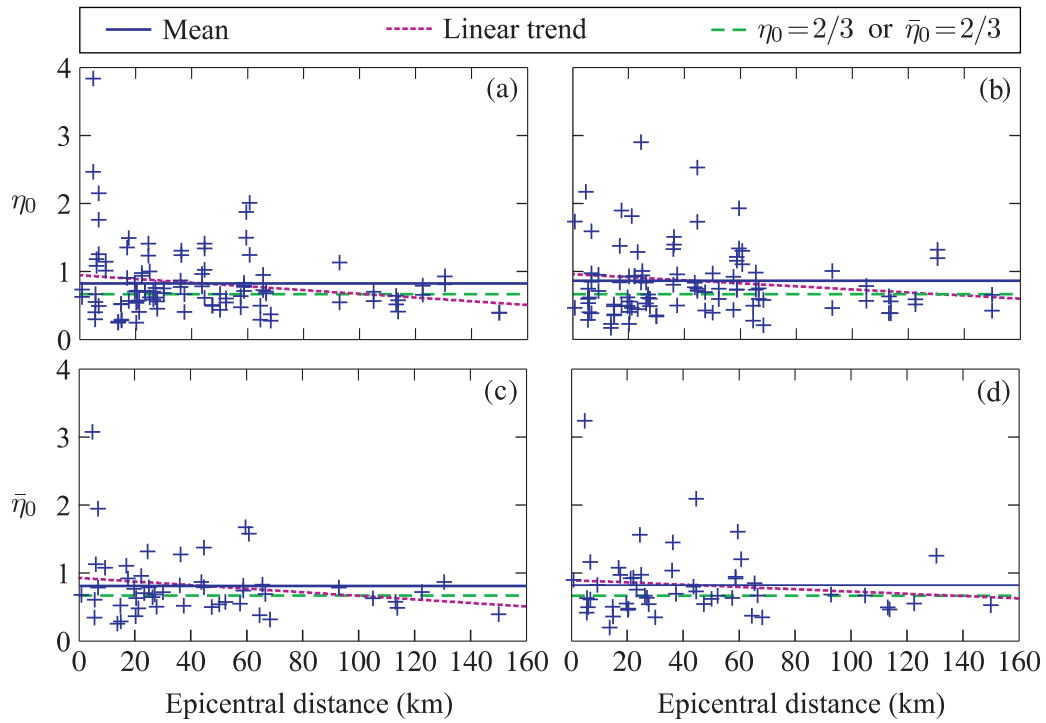 Mean Linear trend η₀ = 2/3 or η̄₀ = 2/3
(a) (b)
4
3
η₀ 2
1
0
(c) (d)
4
3
η̄₀ 2
1
0
0 20 40 60 80 100 120 140 160 0 20 40 60 80 100 120 140 160
Epicentral distance (km) Epicentral distance (km)